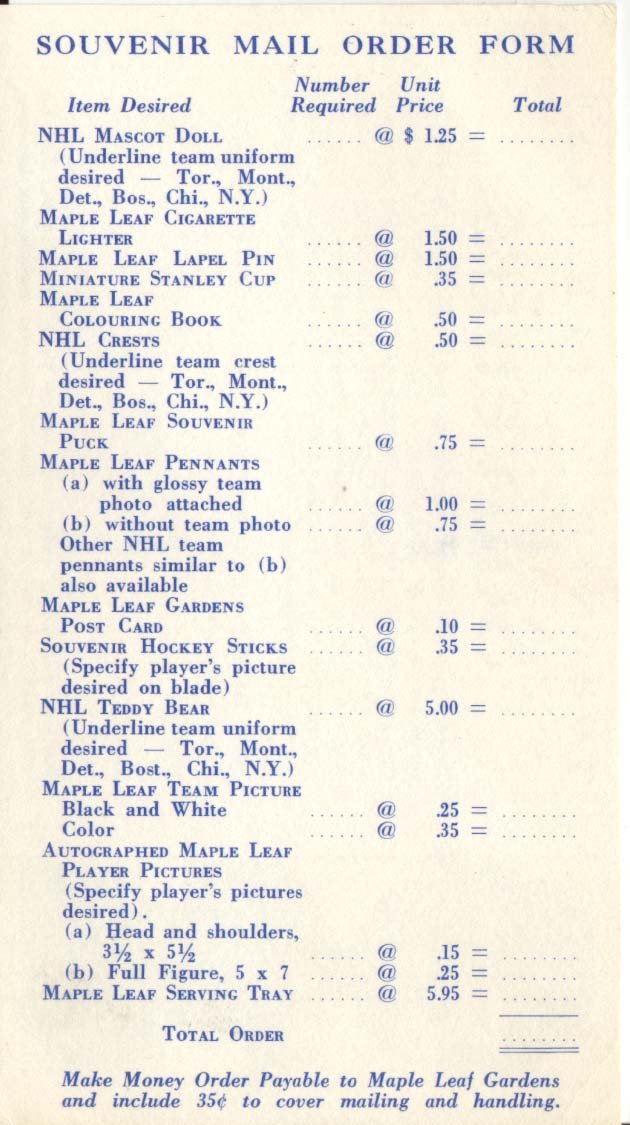 SOUVENIR MAIL ORDER FORM
Number Unit
Item Desired Required Price Total
NHL MASCOT DOLL ...... @ $ 1.25 = ........
(Underline team uniform
desired — Tor., Mont.,
Det., Bos., Chi., N.Y.)
MAPLE LEAF CIGARETTE
LIGHTER ...... @ 1.50 = ........
MAPLE LEAF LAPEL PIN ...... @ 1.50 = ........
MINIATURE STANLEY CUP ...... @ .35 = ........
MAPLE LEAF
COLOURING BOOK ...... @ .50 = ........
NHL CRESTS ...... @ .50 = ........
(Underline team crest
desired — Tor., Mont.,
Det., Bos., Chi., N.Y.)
MAPLE LEAF SOUVENIR
PUCK ...... @ .75 = ........
MAPLE LEAF PENNANTS
(a) with glossy team
photo attached ...... @ 1.00 = ........
(b) without team photo ...... @ .75 = ........
Other NHL team
pennants similar to (b)
also available
MAPLE LEAF GARDENS
POST CARD ...... @ .10 = ........
SOUVENIR HOCKEY STICKS ...... @ .35 = ........
(Specify player's picture
desired on blade)
NHL TEDDY BEAR ...... @ 5.00 = ........
(Underline team uniform
desired — Tor., Mont.,
Det., Bost., Chi., N.Y.)
MAPLE LEAF TEAM PICTURE
Black and White ...... @ .25 = ........
Color ...... @ .35 = ........
AUTOGRAPHED MAPLE LEAF
PLAYER PICTURES
(Specify player's pictures
desired).
(a) Head and shoulders,
3½ x 5½ ...... @ .15 = ........
(b) Full Figure, 5 x 7 ...... @ .25 = ........
MAPLE LEAF SERVING TRAY ...... @ 5.95 = ........
TOTAL ORDER ........
Make Money Order Payable to Maple Leaf Gardens
and include 35¢ to cover mailing and handling.